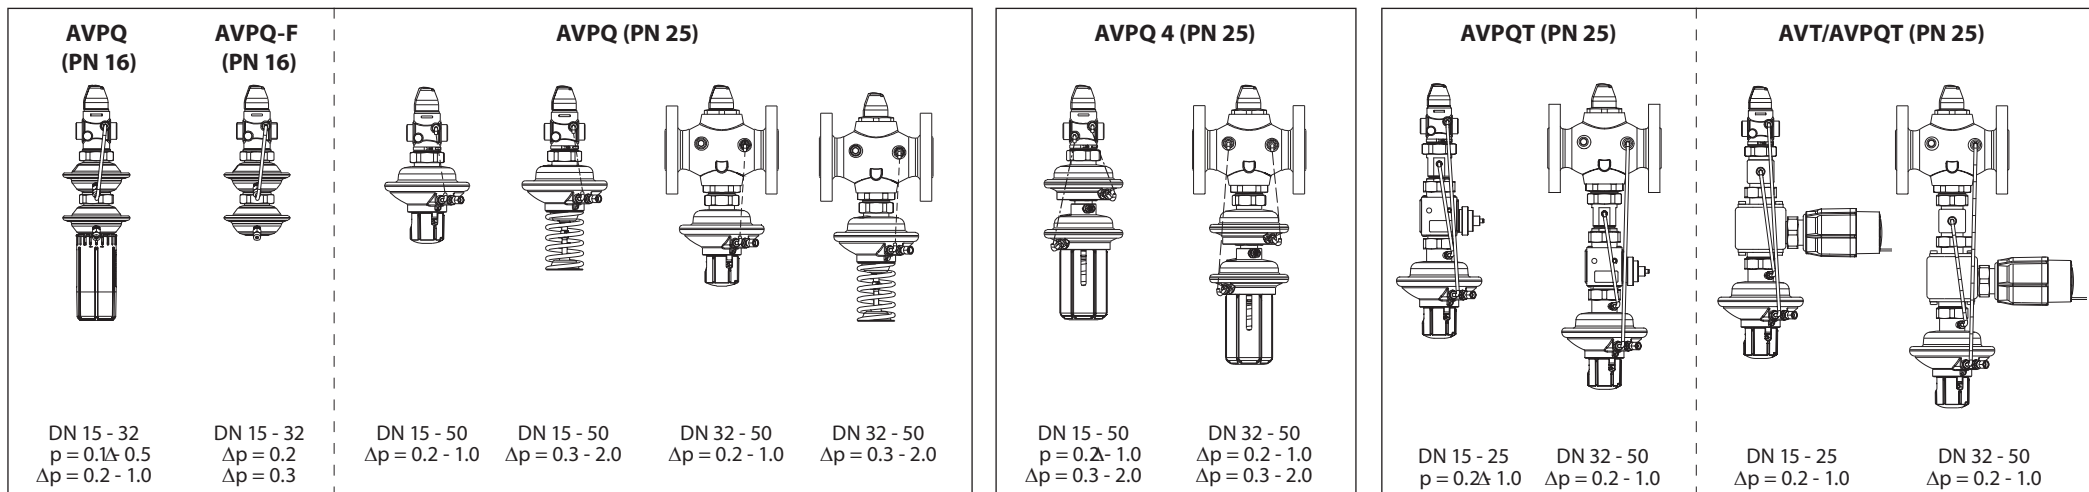 AVPQ
(PN 16)
AVPQ-F
(PN 16)
AVPQ (PN 25)
AVPQ 4 (PN 25)
AVPQT (PN 25)
AVT/AVPQT (PN 25)
DN 15 - 32
Δp = 0.1 - 0.5
Δp = 0.2 - 1.0
DN 15 - 32
Δp = 0.2
Δp = 0.3
DN 15 - 50
Δp = 0.2 - 1.0
DN 15 - 50
Δp = 0.3 - 2.0
DN 32 - 50
Δp = 0.2 - 1.0
DN 32 - 50
Δp = 0.3 - 2.0
DN 15 - 50
Δp = 0.2 - 1.0
Δp = 0.3 - 2.0
DN 32 - 50
Δp = 0.2 - 1.0
Δp = 0.3 - 2.0
DN 15 - 25
Δp = 0.2 - 1.0
DN 32 - 50
Δp = 0.2 - 1.0
DN 15 - 25
Δp = 0.2 - 1.0
DN 32 - 50
Δp = 0.2 - 1.0